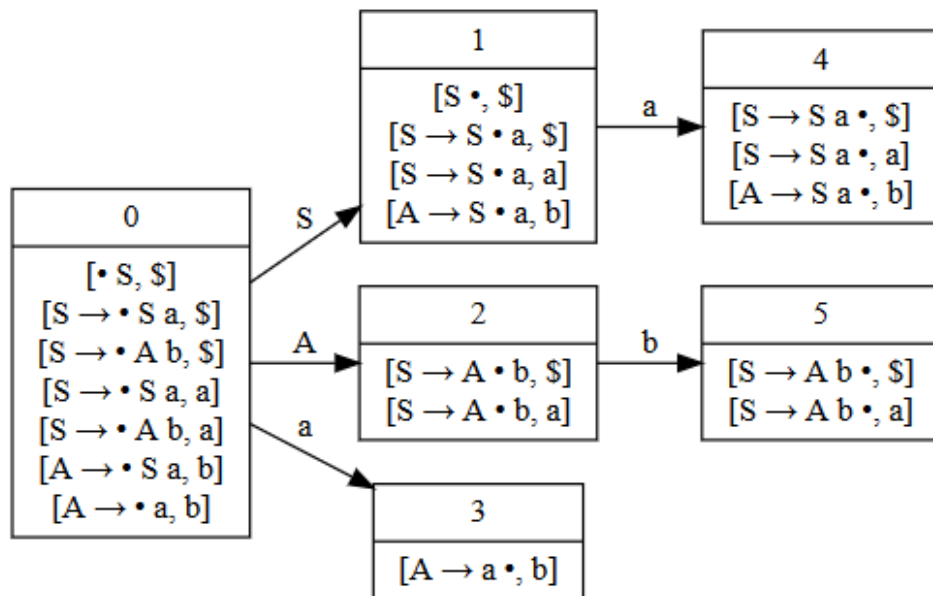 0
[• S, $]
[S → • S a, $]
[S → • A b, $]
[S → • S a, a]
[S → • A b, a]
[A → • S a, b]
[A → • a, b]
S
A
a
1
[S •, $]
[S → S • a, $]
[S → S • a, a]
[A → S • a, b]
2
[S → A • b, $]
[S → A • b, a]
3
[A → a •, b]
a
b
4
[S → S a •, $]
[S → S a •, a]
[A → S a •, b]
5
[S → A b •, $]
[S → A b •, a]